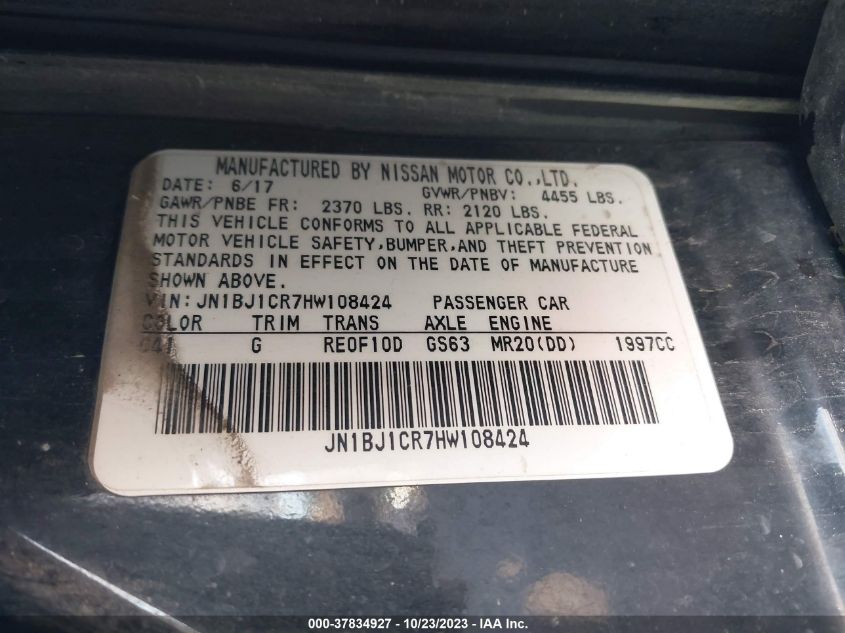 MANUFACTURED BY NISSAN MOTOR CO.,LTD.
DATE: 6/17 GVWR/PNBV: 4455 LBS.
GAWR/PNBE FR: 2370 LBS. RR: 2120 LBS.
THIS VEHICLE CONFORMS TO ALL APPLICABLE FEDERAL
MOTOR VEHICLE SAFETY,BUMPER,AND THEFT PREVENTION
STANDARDS IN EFFECT ON THE DATE OF MANUFACTURE
SHOWN ABOVE.
VIN:JN1BJ1CR7HW108424 PASSENGER CAR
COLOR TRIM TRANS AXLE ENGINE
G RE0F10D GS63 MR20(DD) 1997CC
JN1BJ1CR7HW108424
000-37834927 - 10/23/2023 - IAA Inc.